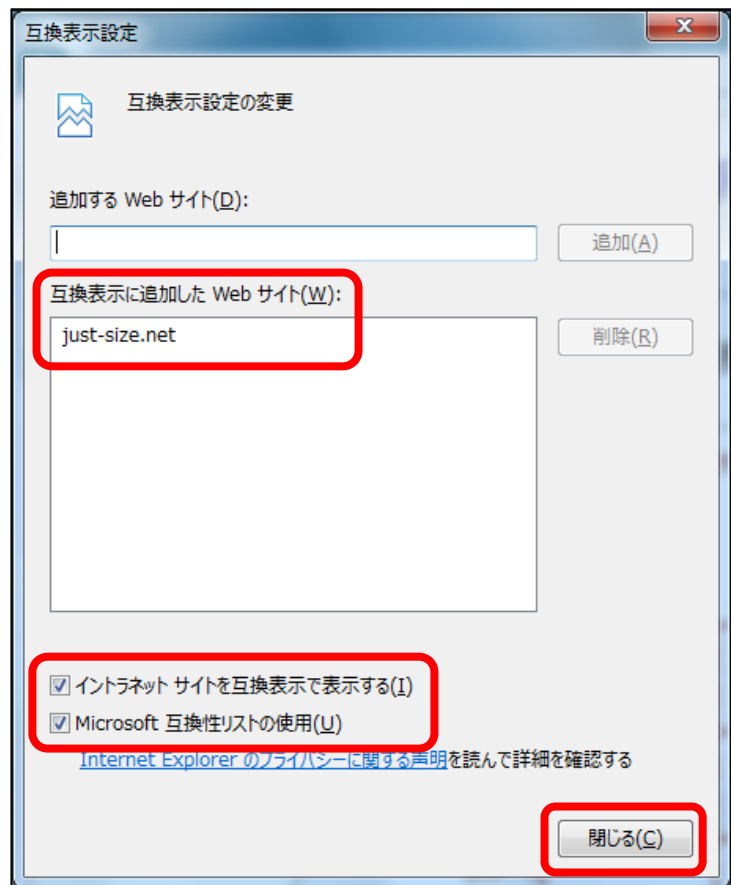 互換表示設定
互換表示設定の変更
追加する Web サイト(D):
追加(A)
互換表示に追加した Web サイト(W):
just-size.net
削除(R)
イントラネット サイトを互換表示で表示する(I)
Microsoft 互換性リストの使用(U)
Internet Explorer のプライバシーに関する声明を読んで詳細を確認する
閉じる(C)